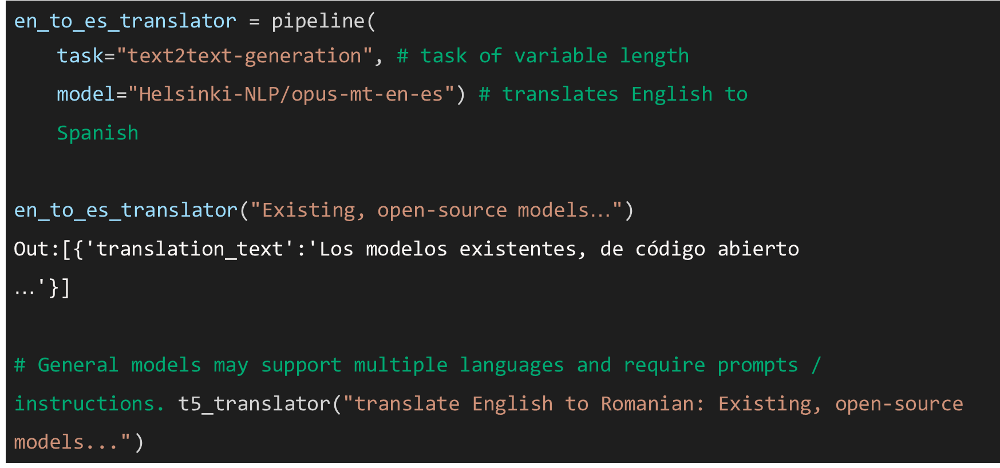 en_to_es_translator = pipeline(
task="text2text-generation", # task of variable length
model="Helsinki-NLP/opus-mt-en-es") # translates English to
Spanish
en_to_es_translator("Existing, open-source models…")
Out:[{'translation_text':'Los modelos existentes, de código abierto
…'}]
# General models may support multiple languages and require prompts /
instructions. t5_translator("translate English to Romanian: Existing, open-source
models...")